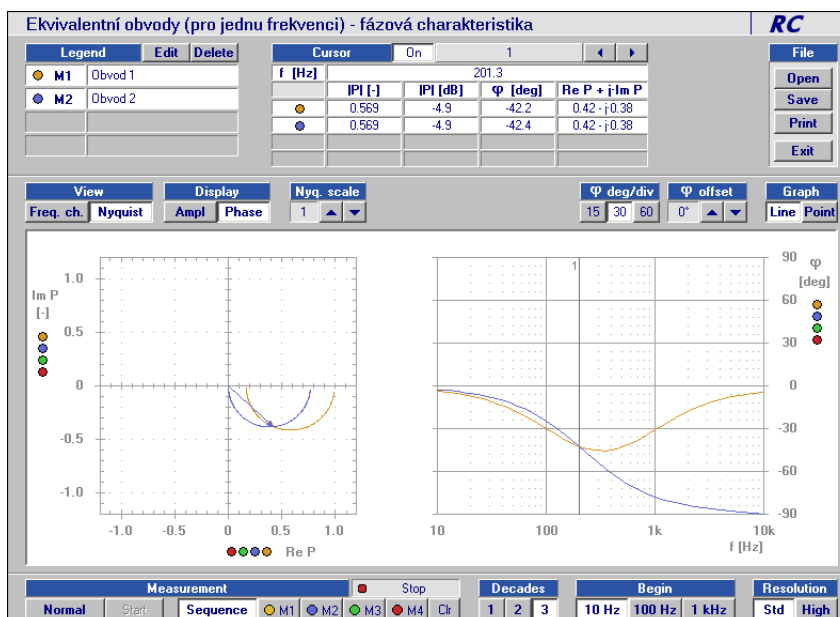 Ekvivalentní obvody (pro jednu frekvenci) - fázová charakteristika RC
Legend Edit Delete Cursor On 1 File
M1 Obvod 1 f [Hz] 201.3 Open
IPI [-] IPI [dB] φ [deg] Re P + j·Im P
M2 Obvod 2 0.569 -4.9 -42.2 0.42 - j·0.38 Save
0.569 -4.9 -42.4 0.42 - j·0.38 Print
Exit
View Display Nyq. scale φ deg/div φ offset Graph
Freq. ch. Nyquist Ampl Phase 1 15 30 60 0° Line Point
Im P
[-]
1.0
0.5
0
-0.5
-1.0
-1.0 -0.5 0 0.5 1.0
Re P
1
90
φ
[deg]
60
30
0
-30
-60
-90
10 100 1k 10k
f [Hz]
Measurement Stop Decades Begin Resolution
Normal Start Sequence M1 M2 M3 M4 Clr 1 2 3 10 Hz 100 Hz 1 kHz Std High